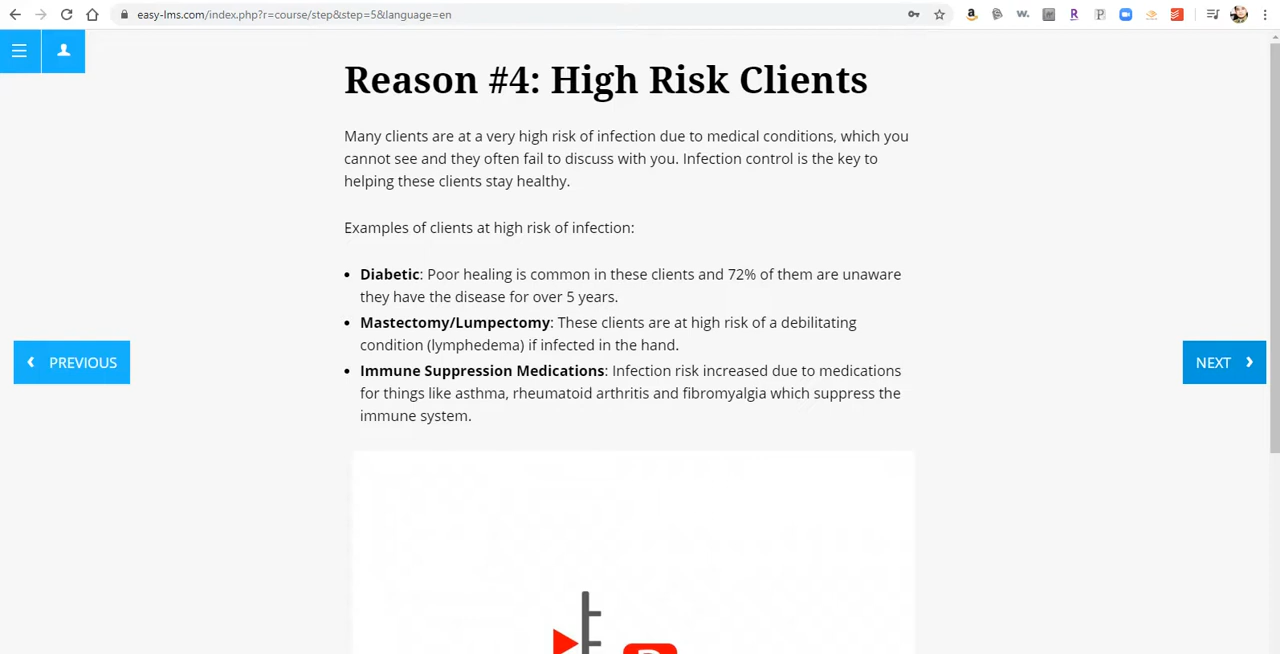 easy-lms.com/index.php?r=course/step&step=5&language=en
Reason #4: High Risk Clients
Many clients are at a very high risk of infection due to medical conditions, which you
cannot see and they often fail to discuss with you. Infection control is the key to
helping these clients stay healthy.
Examples of clients at high risk of infection:
• Diabetic: Poor healing is common in these clients and 72% of them are unaware
they have the disease for over 5 years.
• Mastectomy/Lumpectomy: These clients are at high risk of a debilitating
condition (lymphedema) if infected in the hand.
• Immune Suppression Medications: Infection risk increased due to medications
for things like asthma, rheumatoid arthritis and fibromyalgia which suppress the
immune system.
PREVIOUS
NEXT